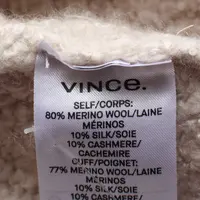 VINCE.
SELF/CORPS:
80% MERINO WOOL/LAINE
MÉRINOS
10% SILK/SOIE
10% CASHMERE/
CACHEMIRE
CUFF/POIGNET:
77% MERINO WOOL/LAINE
MÉRINOS
10% SILK/SOIE
10% CASHMERE/